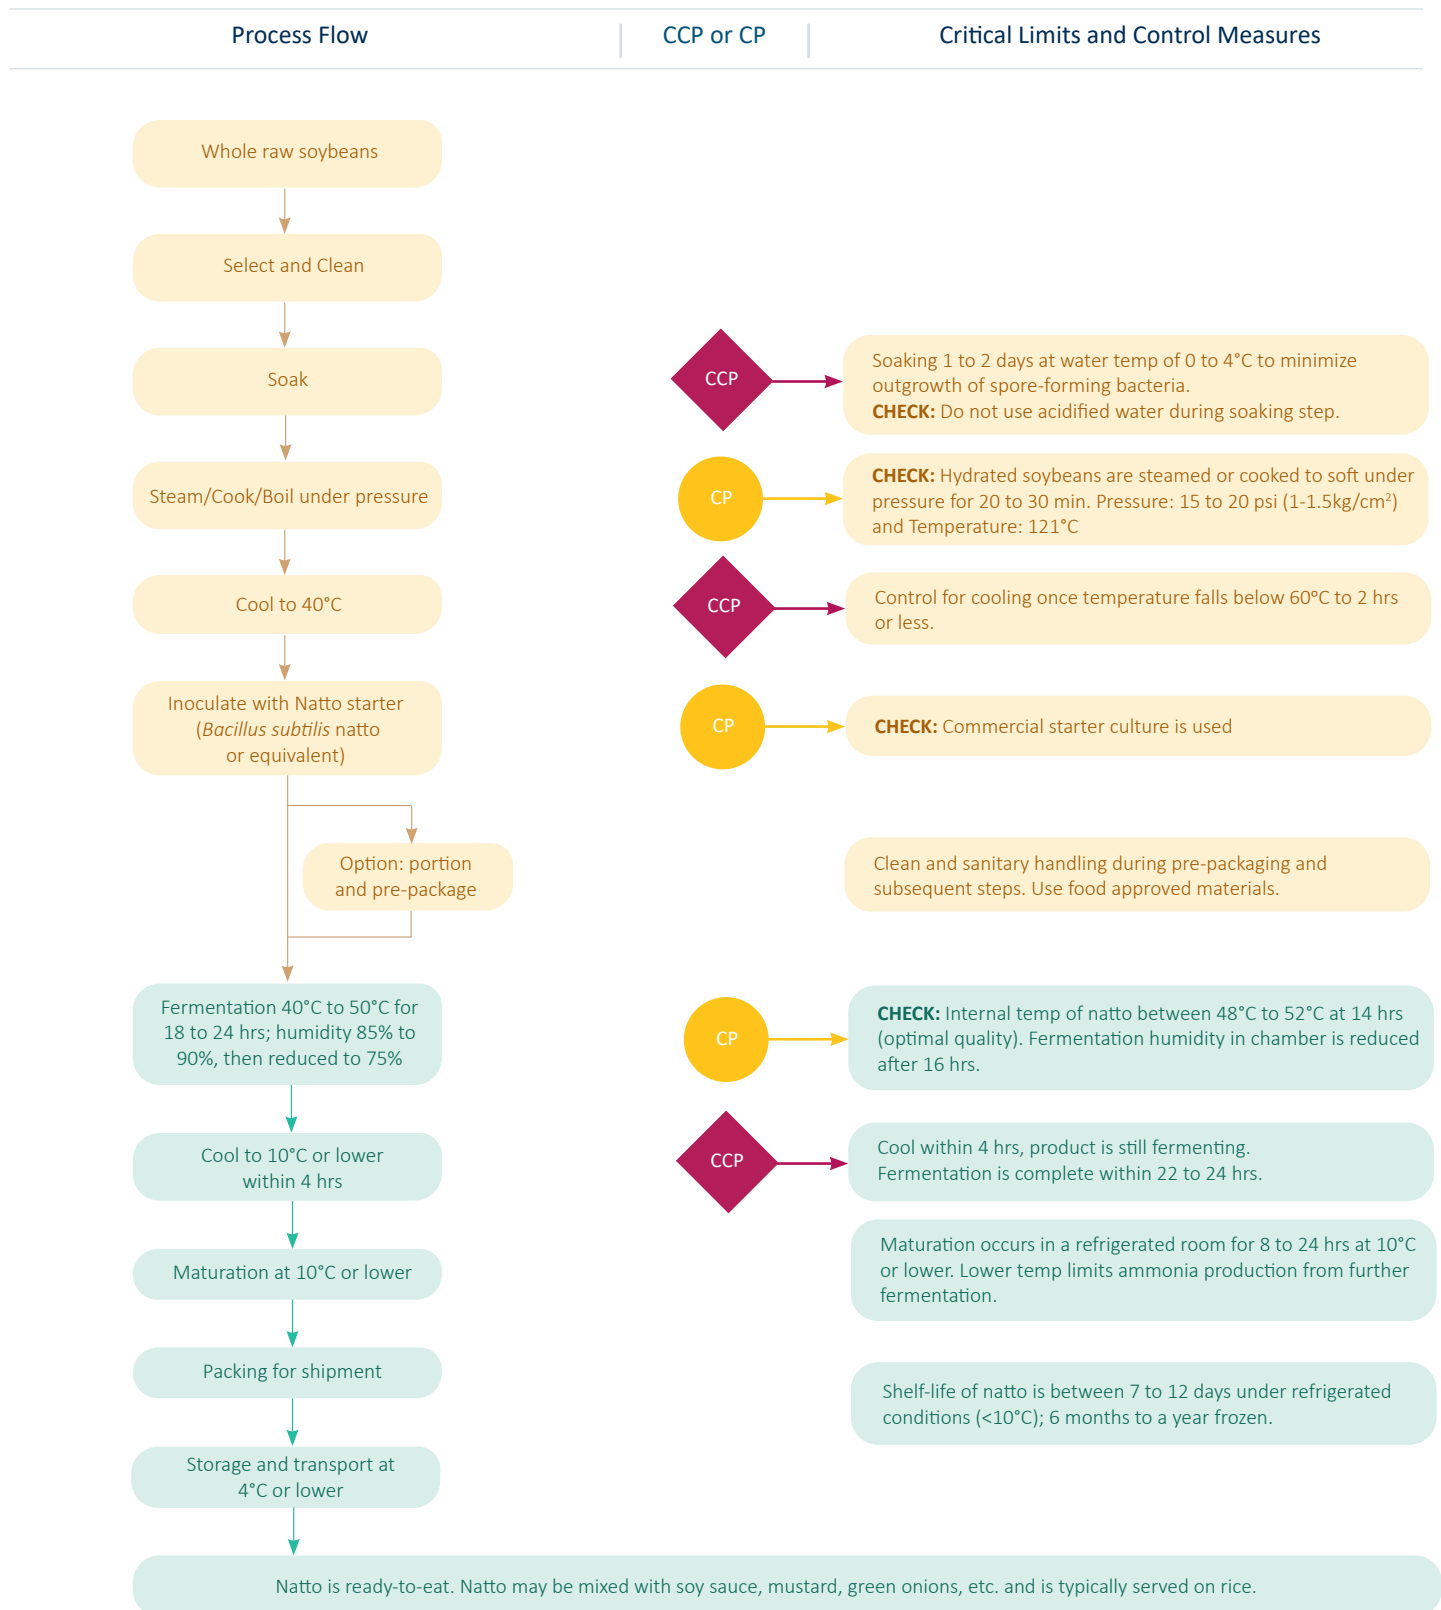 Process Flow
CCP or CP
Critical Limits and Control Measures
Whole raw soybeans
Select and Clean
Soak
CCP
Soaking 1 to 2 days at water temp of 0 to 4°C to minimize
outgrowth of spore-forming bacteria.
CHECK: Do not use acidified water during soaking step.
Steam/Cook/Boil under pressure
CP
CHECK: Hydrated soybeans are steamed or cooked to soft under
pressure for 20 to 30 min. Pressure: 15 to 20 psi (1-1.5kg/cm²)
and Temperature: 121°C
Cool to 40°C
CCP
Control for cooling once temperature falls below 60ºC to 2 hrs
or less.
Inoculate with Natto starter
(Bacillus subtilis natto
or equivalent)
CP
CHECK: Commercial starter culture is used
Option: portion
and pre-package
Clean and sanitary handling during pre-packaging and
subsequent steps. Use food approved materials.
Fermentation 40°C to 50°C for
18 to 24 hrs; humidity 85% to
90%, then reduced to 75%
CP
CHECK: Internal temp of natto between 48°C to 52°C at 14 hrs
(optimal quality). Fermentation humidity in chamber is reduced
after 16 hrs.
Cool to 10°C or lower
within 4 hrs
CCP
Cool within 4 hrs, product is still fermenting.
Fermentation is complete within 22 to 24 hrs.
Maturation at 10°C or lower
Maturation occurs in a refrigerated room for 8 to 24 hrs at 10°C
or lower. Lower temp limits ammonia production from further
fermentation.
Packing for shipment
Shelf-life of natto is between 7 to 12 days under refrigerated
conditions (<10°C); 6 months to a year frozen.
Storage and transport at
4°C or lower
Natto is ready-to-eat. Natto may be mixed with soy sauce, mustard, green onions, etc. and is typically served on rice.